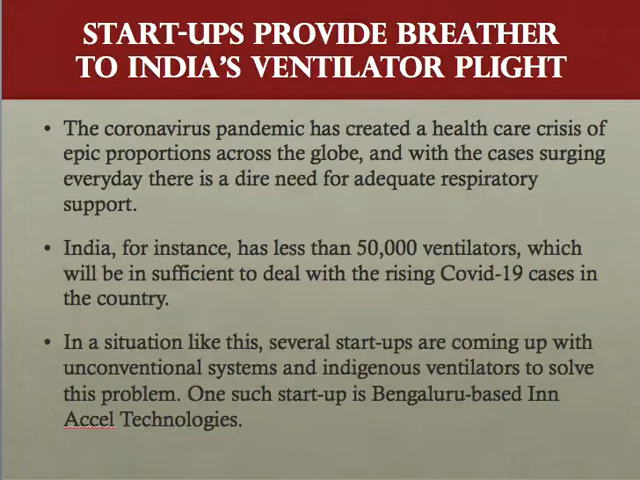 START-UPS PROVIDE BREATHER
TO INDIA'S VENTILATOR PLIGHT
• The coronavirus pandemic has created a health care crisis of
epic proportions across the globe, and with the cases surging
everyday there is a dire need for adequate respiratory
support.
• India, for instance, has less than 50,000 ventilators, which
will be in sufficient to deal with the rising Covid-19 cases in
the country.
• In a situation like this, several start-ups are coming up with
unconventional systems and indigenous ventilators to solve
this problem. One such start-up is Bengaluru-based Inn
Accel Technologies.